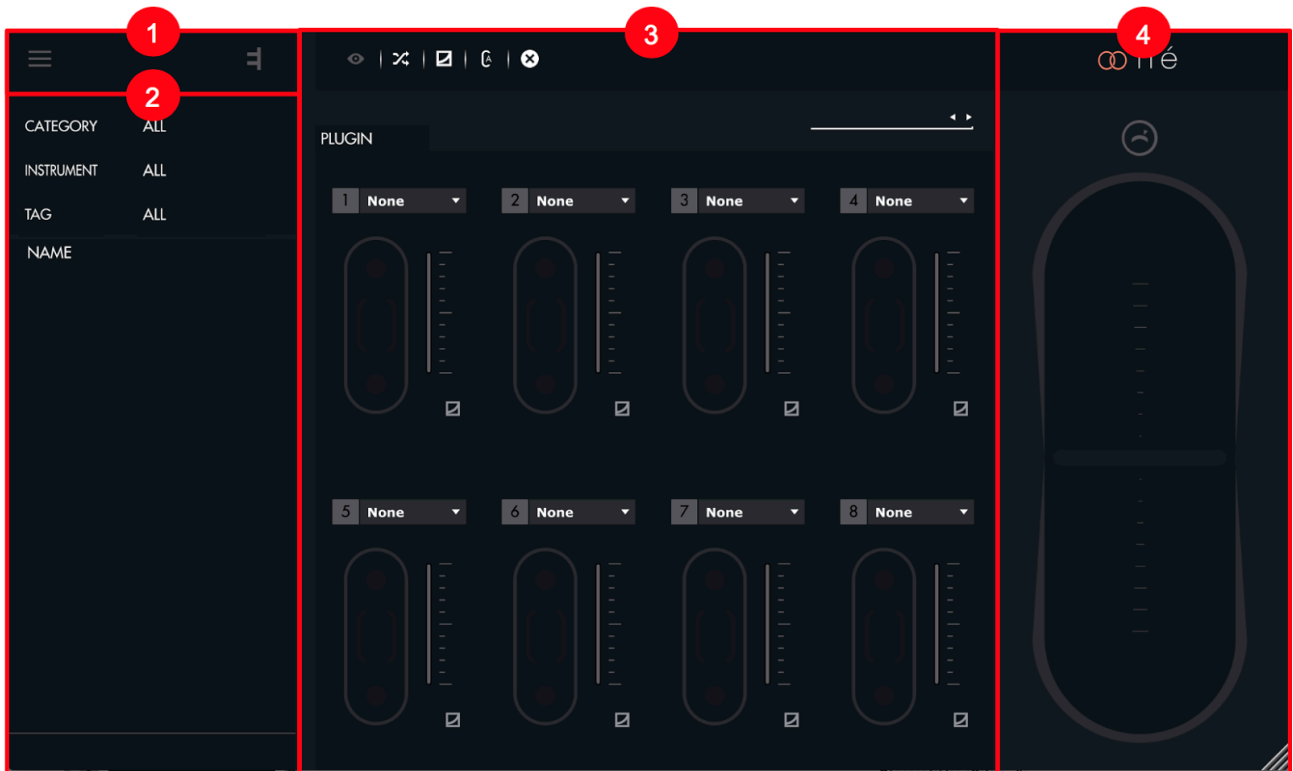 1
2
3
4
CATEGORY ALL
INSTRUMENT ALL
TAG ALL
NAME
A
PLUGIN
1 None
2 None
3 None
4 None
5 None
6 None
7 None
8 None